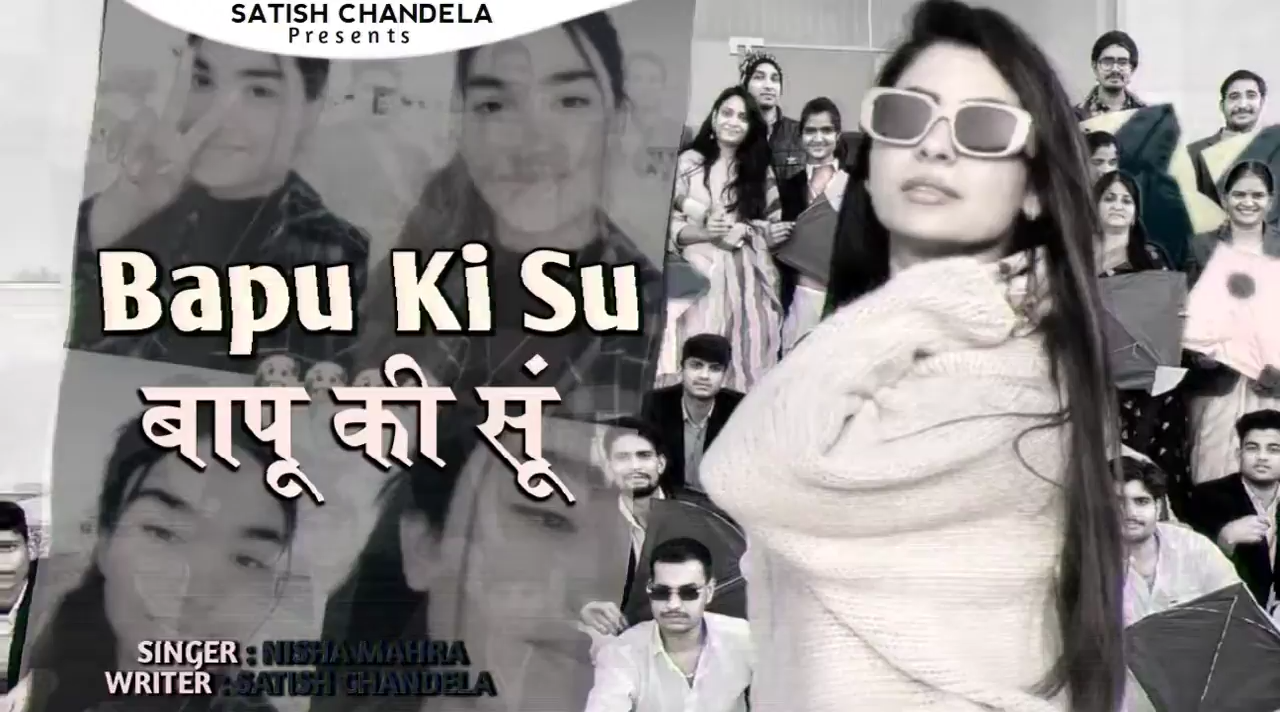 SATISH CHANDELA
Presents
Bapu Ki Su
बापू की सूं
SINGER : NISHA MAHRA
WRITER : SATISH CHANDELA